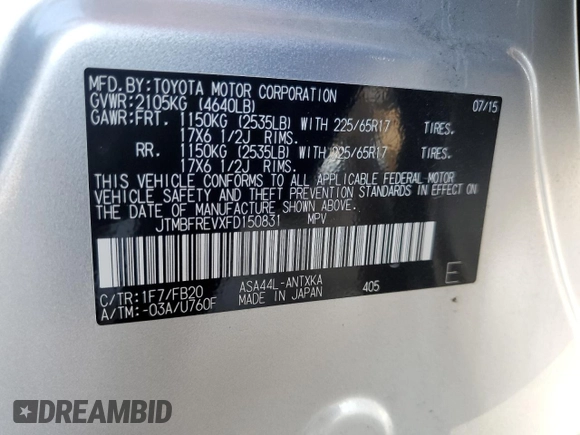 MFD.BY:TOYOTA MOTOR CORPORATION 07/15
GVWR:2105KG (4640LB)
GAWR:FRT. 1150KG (2535LB) WITH 225/65R17 TIRES.
17X6 1/2J RIMS.
RR. 1150KG (2535LB) WITH 225/65R17 TIRES.
17X6 1/2J RIMS.
THIS VEHICLE CONFORMS TO ALL APPLICABLE FEDERAL MOTOR
VEHICLE SAFETY AND THEFT PREVENTION STANDARDS IN EFFECT ON
THE DATE OF MANUFACTURE SHOWN ABOVE.
JTMBFREVXFD150831 MPV
C/TR:1F7/FB20 ASA44L-ANTXKA 405 E
A/TM:-03A/U760F MADE IN JAPAN
DREAMBID